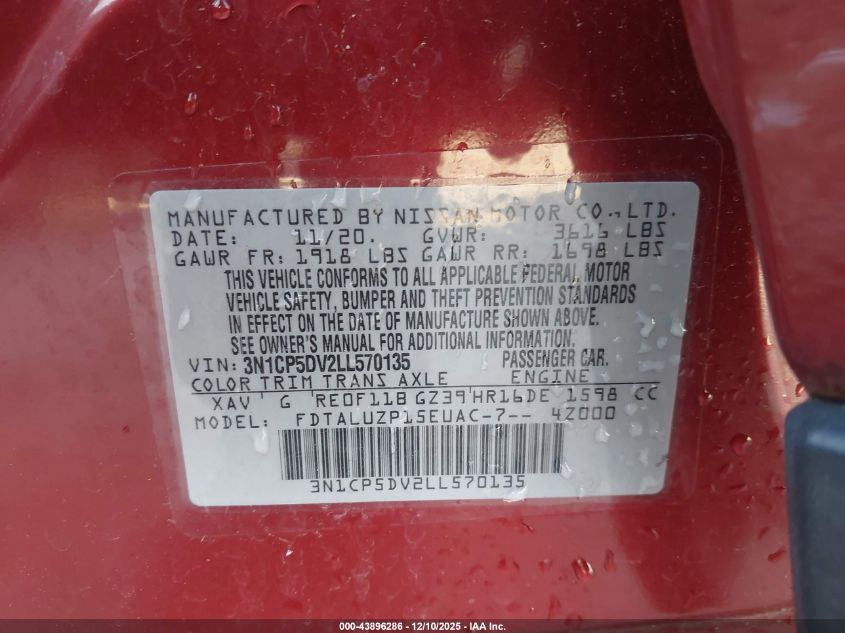 MANUFACTURED BY NISSAN MOTOR CO.,LTD.
DATE: 11/20. GVWR: 3616 LBS
GAWR FR: 1918 LBS GAWR RR: 1698 LBS
THIS VEHICLE CONFORMS TO ALL APPLICABLE FEDERAL MOTOR
VEHICLE SAFETY, BUMPER AND THEFT PREVENTION STANDARDS
IN EFFECT ON THE DATE OF MANUFACTURE SHOWN ABOVE.
SEE OWNER'S MANUAL FOR ADDITIONAL INFORMATION.
VIN: 3N1CP5DV2LL570135 PASSENGER CAR.
COLOR TRIM TRANS AXLE ENGINE
XAV G RE0F11B GZ39 HR16DE 1598 CC
MODEL: FDTALUZP15EUAC-7-- 4Z000
3N1CP5DV2LL570135
000-43896286 - 12/10/2025 - IAA Inc.